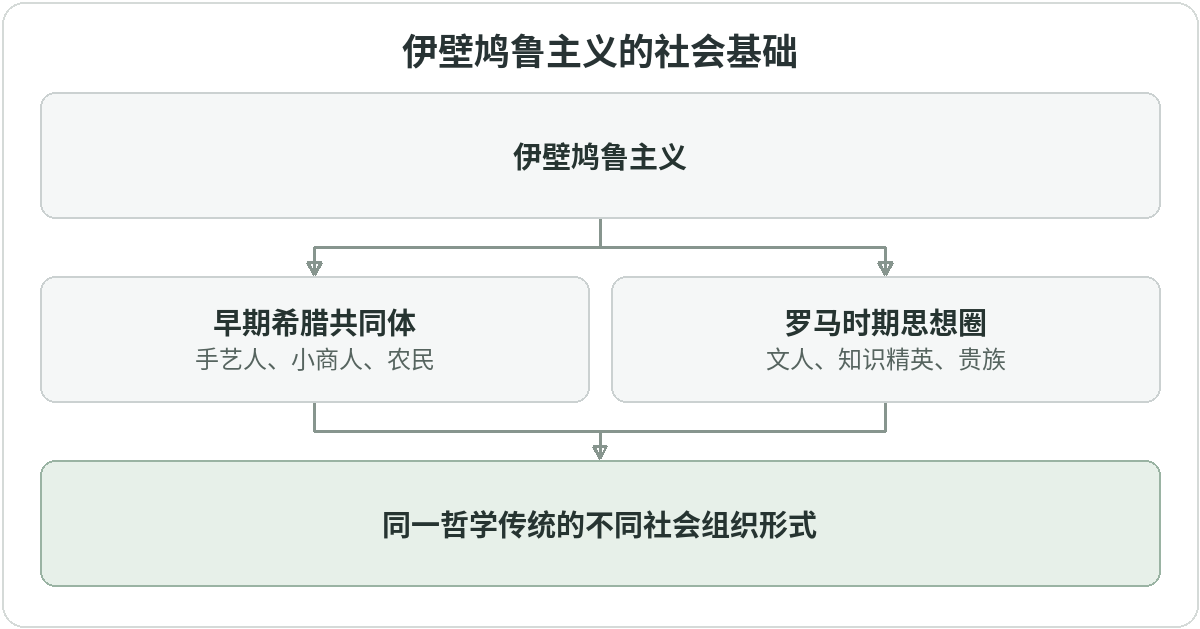 伊壁鸠鲁主义的社会基础
伊壁鸠鲁主义
早期希腊共同体
手艺人、小商人、农民
罗马时期思想圈
文人、知识精英、贵族
同一哲学传统的不同社会组织形式